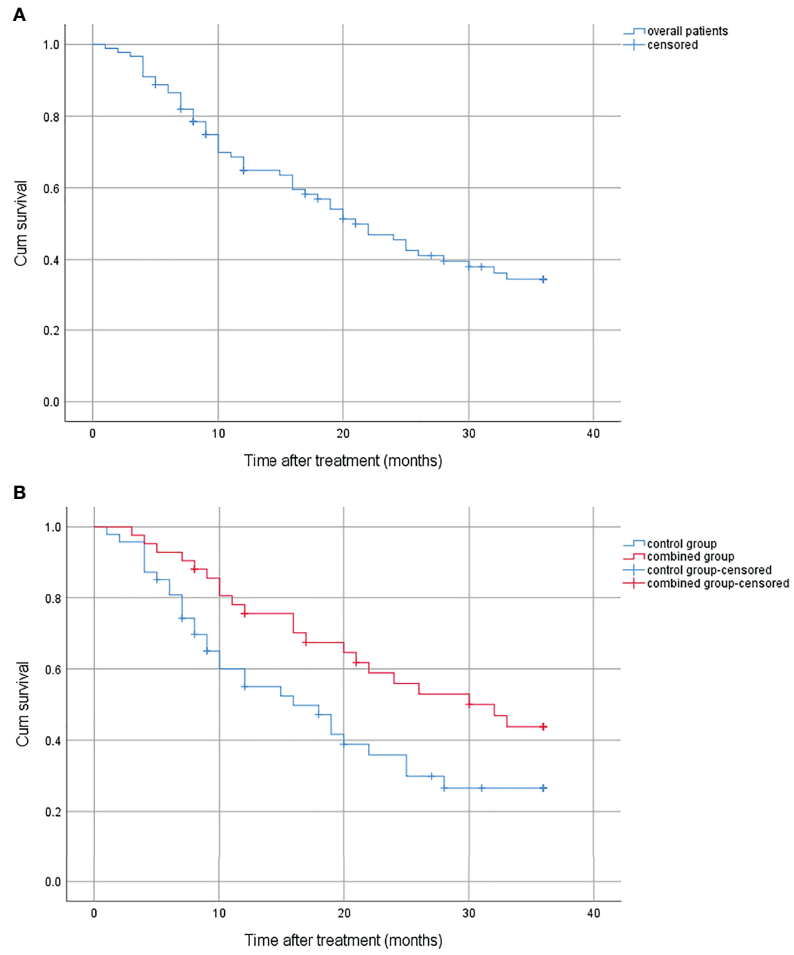 A
overall patients
censored
1.0
0.8
0.6
0.4
0.2
0.0
Cum survival
0 10 20 30 40
Time after treatment (months)
B
control group
combined group
control group-censored
combined group-censored
1.0
0.8
0.6
0.4
0.2
0.0
Cum survival
0 10 20 30 40
Time after treatment (months)